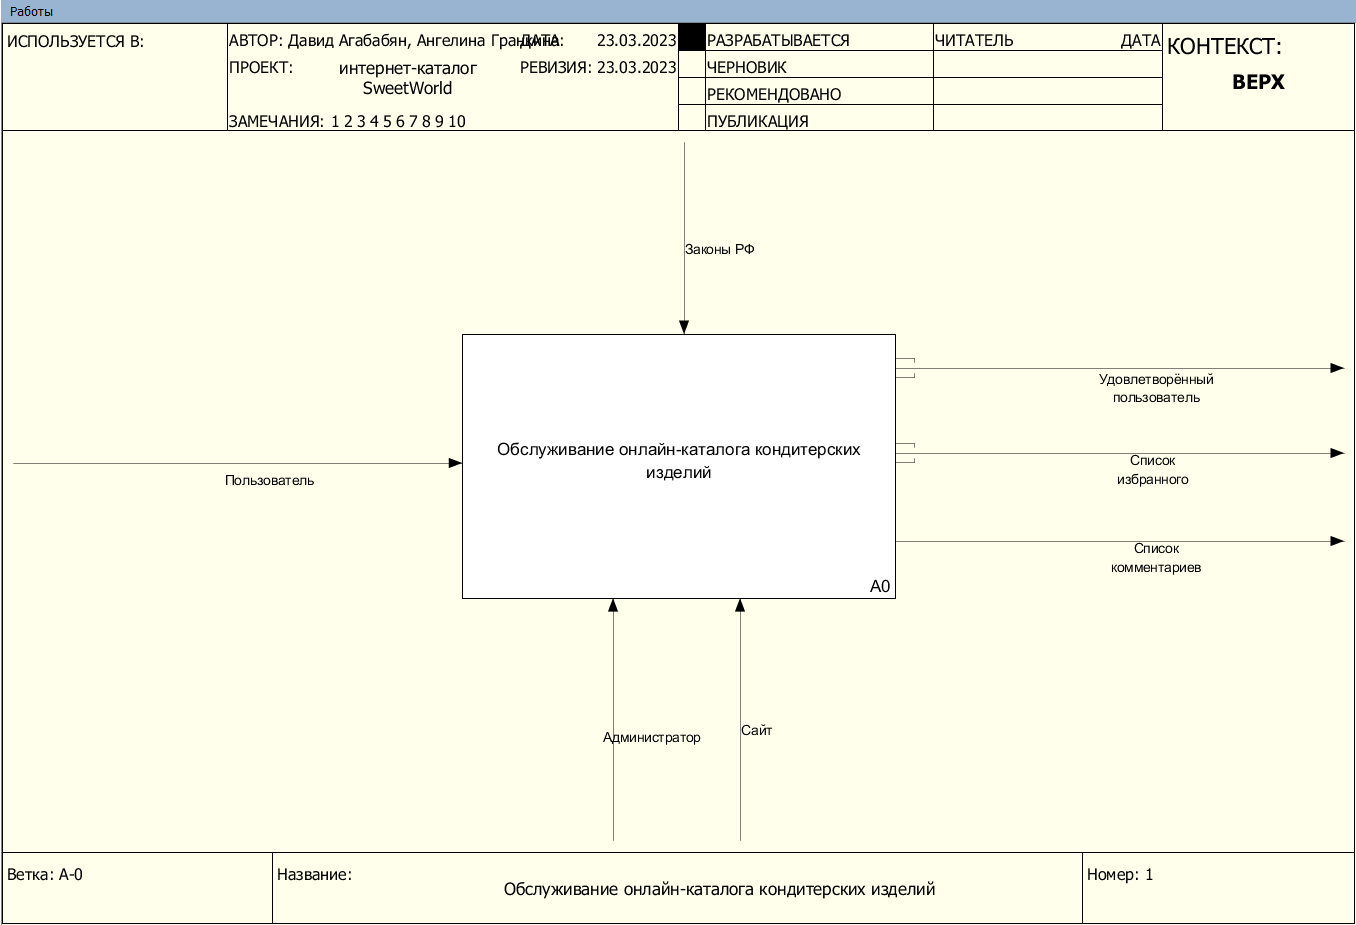 Работы
ИСПОЛЬЗУЕТСЯ В:
АВТОР: Давид Агабабян, Ангелина
ДАТА: 23.03.2023
ПРОЕКТ: интернет-каталог
SweetWorld
РЕВИЗИЯ: 23.03.2023
ЗАМЕЧАНИЯ: 1 2 3 4 5 6 7 8 9 10
РАЗРАБАТЫВАЕТСЯ
ЧЕРНОВИК
РЕКОМЕНДОВАНО
ПУБЛИКАЦИЯ
ЧИТАТЕЛЬ ДАТА
КОНТЕКСТ:
ВЕРХ
Законы РФ
Пользователь
Обслуживание онлайн-каталога кондитерских
изделий
A0
Удовлетворённый
пользователь
Список
избранного
Список
комментариев
Администратор
Сайт
Ветка: A-0
Название:
Обслуживание онлайн-каталога кондитерских изделий
Номер: 1